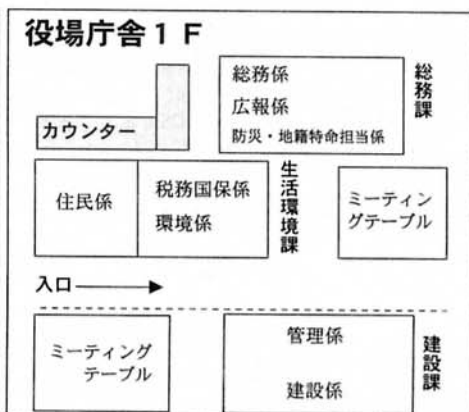 役場庁舎１Ｆ
総務係
広報係
防災・地籍特命担当係
総務課
カウンター
住民係
税務国保係
環境係
生活環境課
ミーティン
グテーブル
入口
ミーティング
テーブル
管理係
建設係
建設課